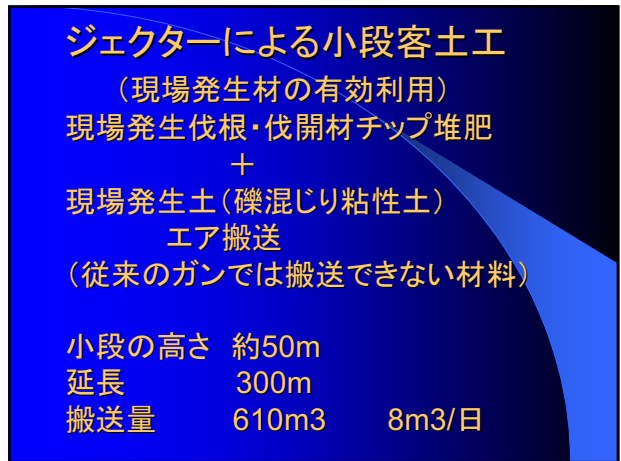 ジェクターによる小段客土工
（現場発生材の有効利用）
現場発生伐根・伐開材チップ堆肥
＋
現場発生土（礫混じり粘性土）
エア搬送
（従来のガンでは搬送できない材料）
小段の高さ 約50m
延長 300m
搬送量 610m3 8m3/日